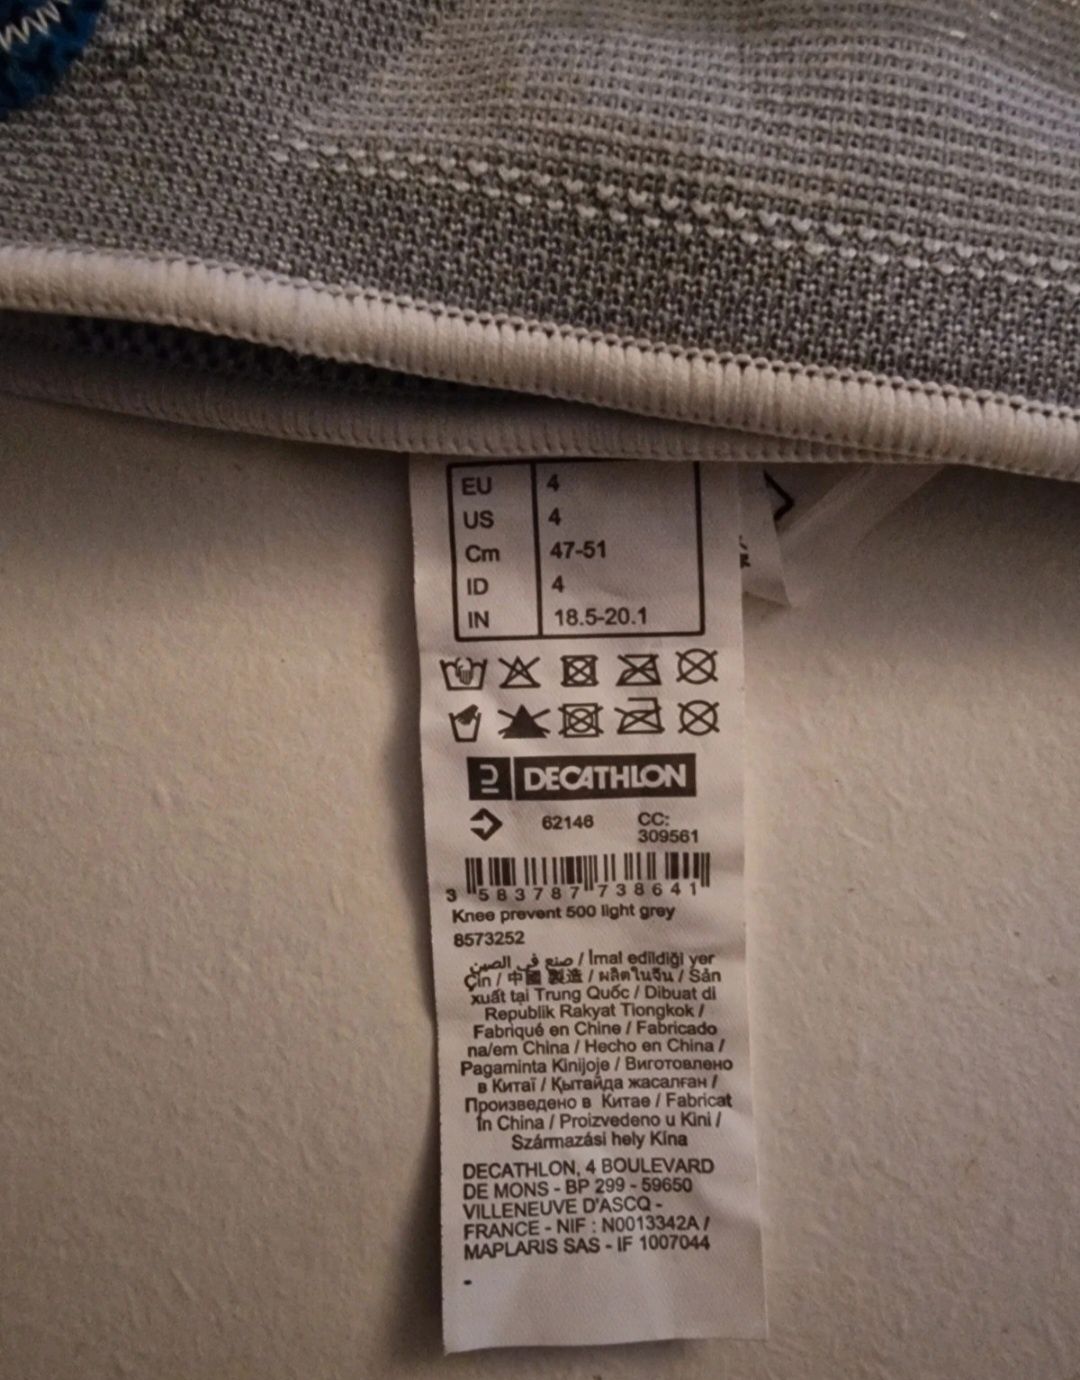 EU 4
US 4
Cm 47-51
ID 4
IN 18.5-20.1
DECATHLON
62146 CC:
309561
3 583787 738641
Knee prevent 500 light grey
8573252
صنع في الصين / İmal edildiği yer
Çin / 中國 製造 / ผลิตในจีน / Sản
xuất tại Trung Quốc / Dibuat di
Republik Rakyat Tiongkok /
Fabriqué en Chine / Fabricado
na/em China / Hecho en China /
Pagaminta Kinijoje / Виготовлено
в Китаї / Қытайда жасалған /
Произведено в Китае / Fabricat
în China / Proizvedeno u Kini /
Származási hely Kína
DECATHLON, 4 BOULEVARD
DE MONS - BP 299 - 59650
VILLENEUVE D'ASCQ -
FRANCE - NIF : N0013342A /
MAPLARIS SAS - IF 1007044
-